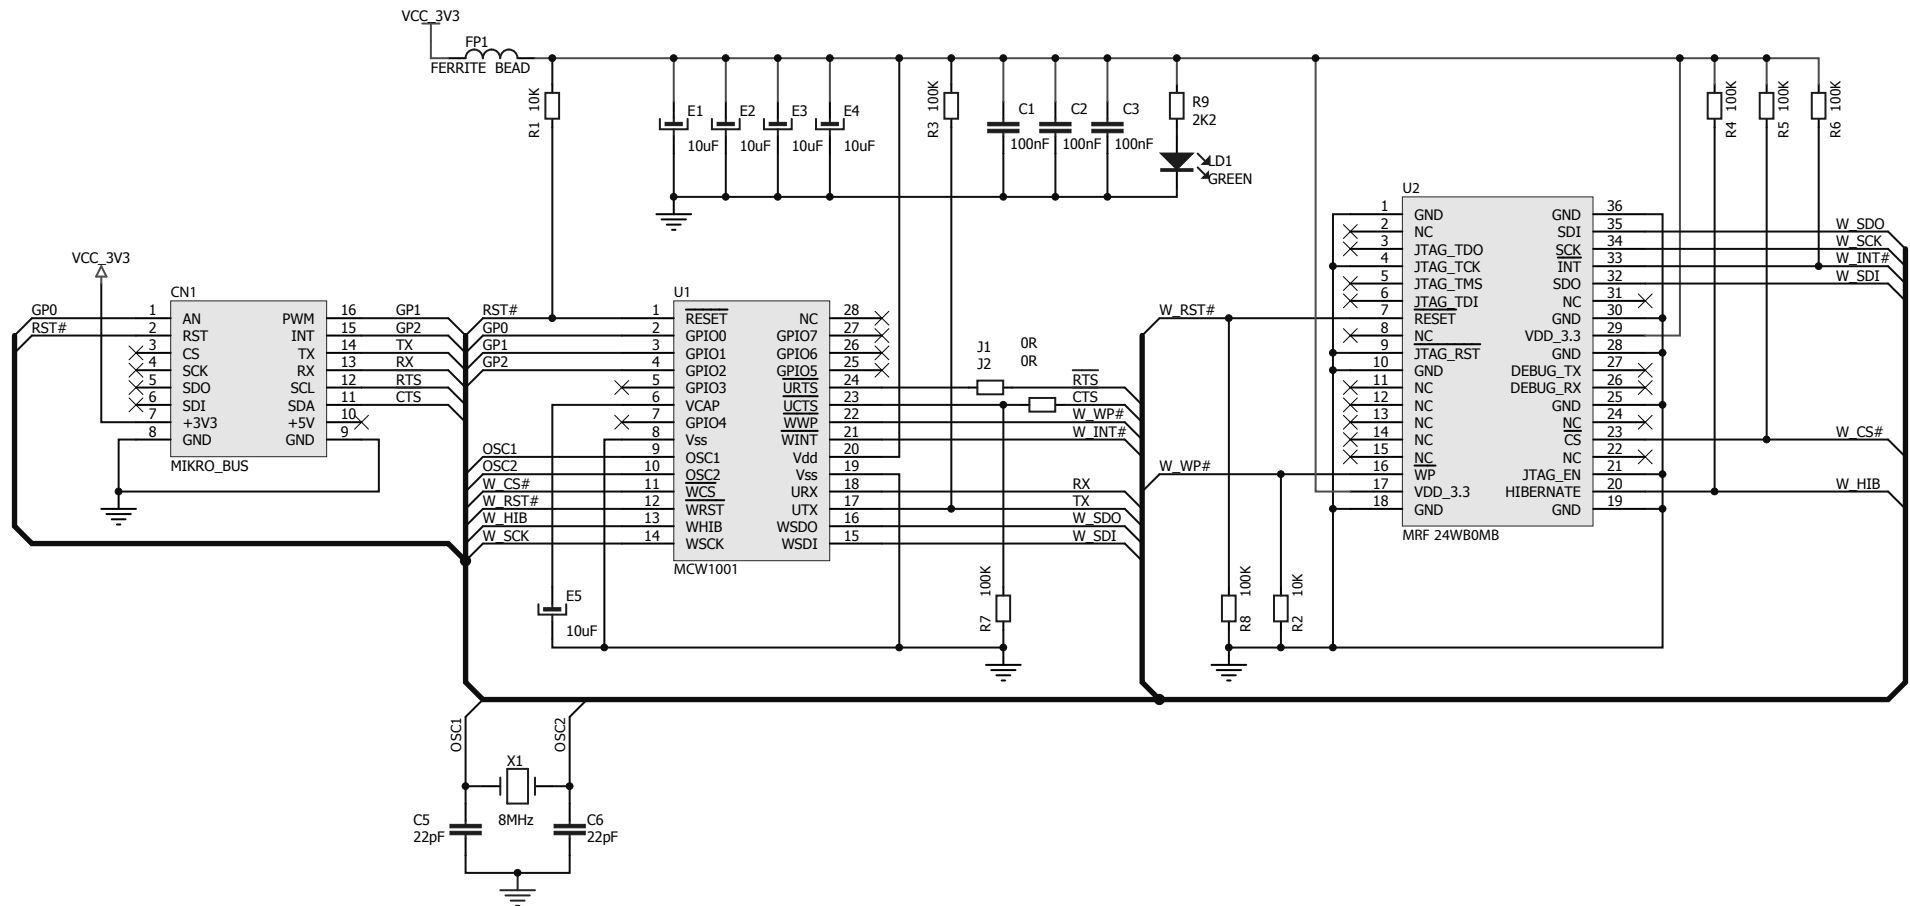 VCC_3V3
FP1
FERRITE BEAD
R1 10K
E1
10uF
E2
10uF
E3
10uF
E4
10uF
R3 100K
C1
100nF
C2
100nF
C3
100nF
R9
2K2
LD1
GREEN
R4 100K
R5 100K
R6 100K
VCC_3V3
CN1
GP0 1 AN PWM 16 GP1
RST# 2 RST INT 15 GP2
3 CS TX 14 TX
4 SCK RX 13 RX
5 SDO SCL 12 RTS
6 SDI SDA 11 CTS
7 +3V3 +5V 10
8 GND GND 9
MIKRO_BUS
U1
RST# 1 RESET NC 28
GP0 2 GPIO0 GPIO7 27
GP1 3 GPIO1 GPIO6 26
GP2 4 GPIO2 GPIO5 25
5 GPIO3 URTS 24 RTS
6 VCAP UCTS 23 CTS
7 GPIO4 WWP 22 W_WP#
8 Vss WINT 21 W_INT#
OSC1 9 OSC1 Vdd 20
OSC2 10 OSC2 Vss 19
W_CS# 11 WCS URX 18 RX
W_RST# 12 WRST UTX 17 TX
W_HIB 13 WHIB WSDO 16 W_SDO
W_SCK 14 WSCK WSDI 15 W_SDI
MCW1001
J1 0R
J2 0R
E5
10uF
R7 100K
U2
1 GND GND 36
2 NC SDI 35 W_SDO
3 JTAG_TDO SCK 34 W_SCK
4 JTAG_TCK INT 33 W_INT#
5 JTAG_TMS SDO 32 W_SDI
6 JTAG_TDI NC 31
W_RST# 7 RESET GND 30
8 NC VDD_3.3 29
9 JTAG_RST GND 28
10 GND DEBUG_TX 27
11 NC DEBUG_RX 26
12 NC GND 25
13 NC NC 24
14 NC CS 23 W_CS#
15 NC NC 22
W_WP# 16 WP JTAG_EN 21
17 VDD_3.3 HIBERNATE 20 W_HIB
18 GND GND 19
MRF 24WB0MB
R8 100K
R2 10K
OSC1
OSC2
X1
8MHz
C5
22pF
C6
22pF